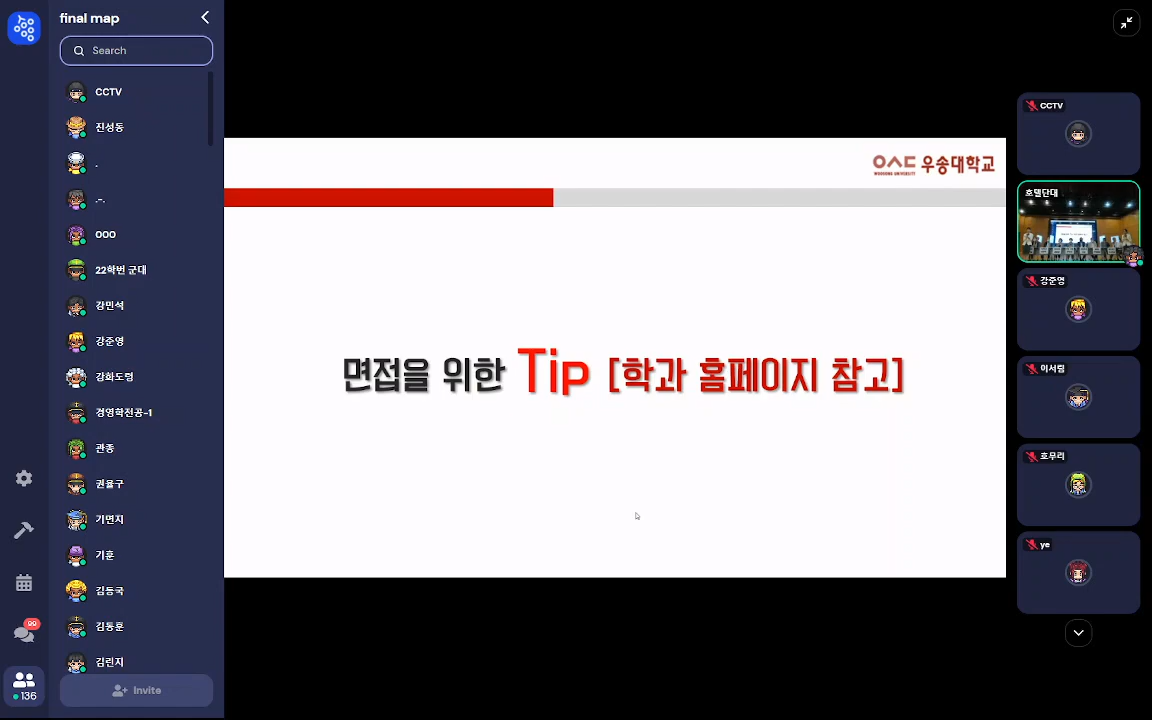 final map
Search
CCTV
진성동
.
.-.
OOO
22학번 군대
강민석
강준영
강화도령
경영학전공-1
관종
권율구
기면지
기훈
김동국
김동훈
김린지
Invite
99
136
우송대학교
WOOSONG UNIVERSITY
면접을 위한 Tip [학과 홈페이지 참고]
CCTV
호텔단대
강준영
이서림
호무리
ye